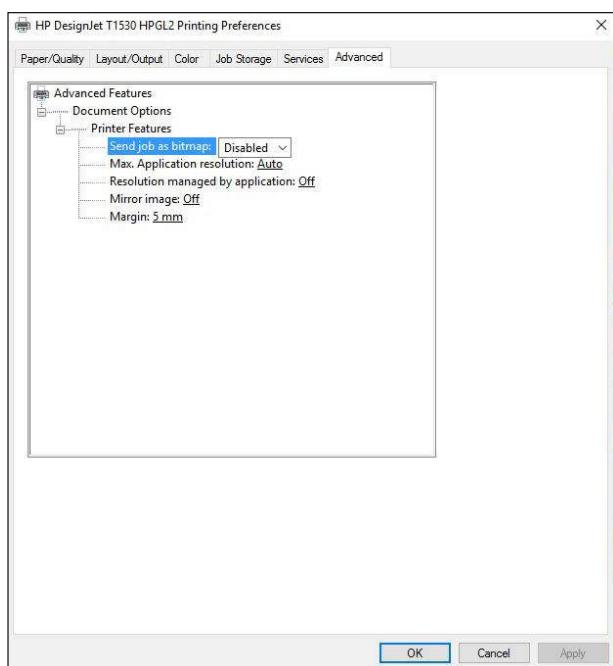 HP DesignJet T1530 HPGL2 Printing Preferences
Paper/Quality Layout/Output Color Job Storage Services Advanced
Advanced Features
Document Options
Printer Features
Send job as bitmap: Disabled
Max. Application resolution: Auto
Resolution managed by application: Off
Mirror image: Off
Margin: 5 mm
OK Cancel Apply